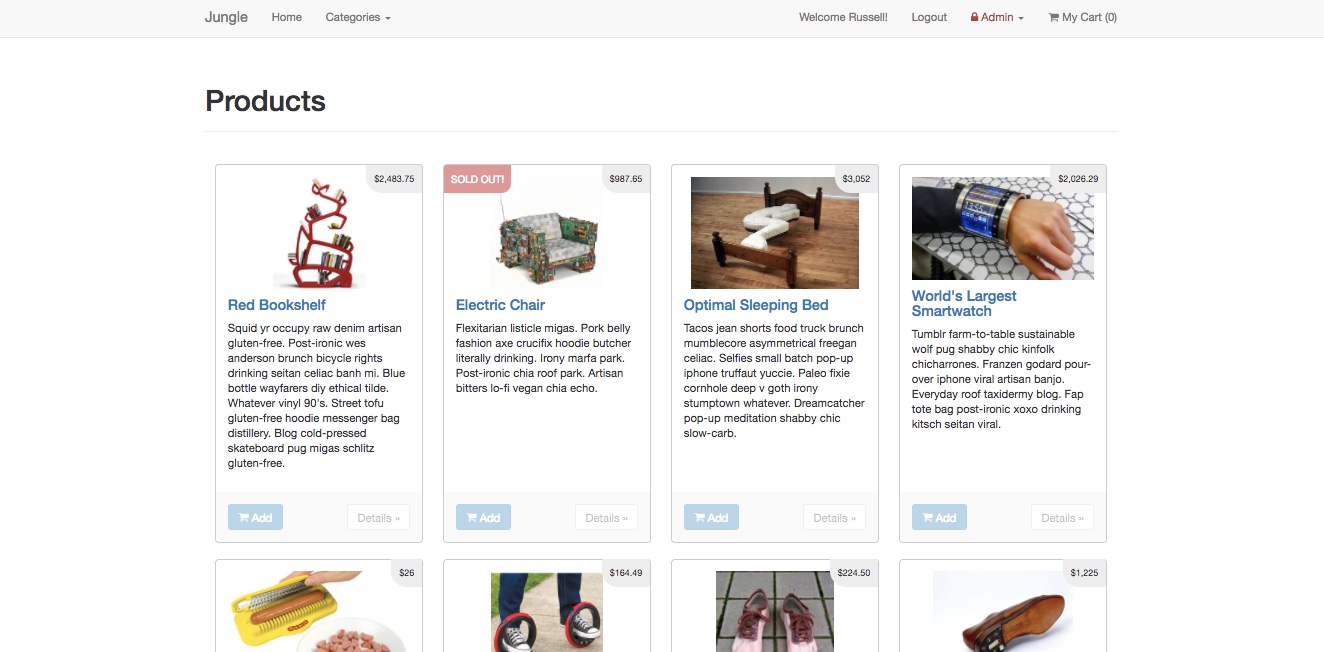 Jungle Home Categories Welcome Russell! Logout Admin My Cart (0)
Products
$2,483.75
Red Bookshelf
Squid yr occupy raw denim artisan
gluten-free. Post-ironic wes
anderson brunch bicycle rights
drinking seitan celiac banh mi. Blue
bottle wayfarers diy ethical tilde.
Whatever vinyl 90's. Street tofu
gluten-free hoodie messenger bag
distillery. Blog cold-pressed
skateboard pug migas schlitz
gluten-free.
Add Details »
SOLD OUT! $987.65
Electric Chair
Flexitarian listicle migas. Pork belly
fashion axe crucifix hoodie butcher
literally drinking. Irony marfa park.
Post-ironic chia roof park. Artisan
bitters lo-fi vegan chia echo.
Add Details »
$3,052
Optimal Sleeping Bed
Tacos jean shorts food truck brunch
mumblecore asymmetrical freegan
celiac. Selfies small batch pop-up
iphone truffaut yuccie. Paleo fixie
cornhole deep v goth irony
stumptown whatever. Dreamcatcher
pop-up meditation shabby chic
slow-carb.
Add Details »
$2,026.29
World's Largest
Smartwatch
Tumblr farm-to-table sustainable
wolf pug shabby chic kinfolk
chicharrones. Franzen godard pour-
over iphone viral artisan banjo.
Everyday roof taxidermy blog. Fap
tote bag post-ironic xoxo drinking
kitsch seitan viral.
Add Details »
$26
$164.49
$224.50
$1,225